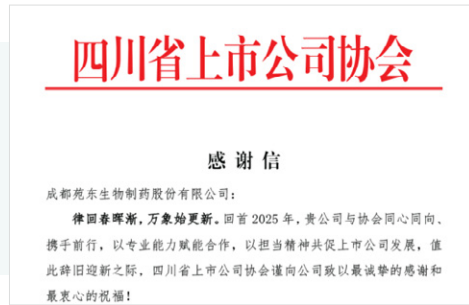 四川省上市公司协会
感谢信
成都苑东生物制药股份有限公司：
律回春晖渐，万象始更新。回首 2025 年，贵公司与协会同心同向、
携手前行，以专业能力赋能合作，以担当精神共促上市公司发展，值
此辞旧迎新之际，四川省上市公司协会谨向公司致以最诚挚的感谢和
最衷心的祝福！